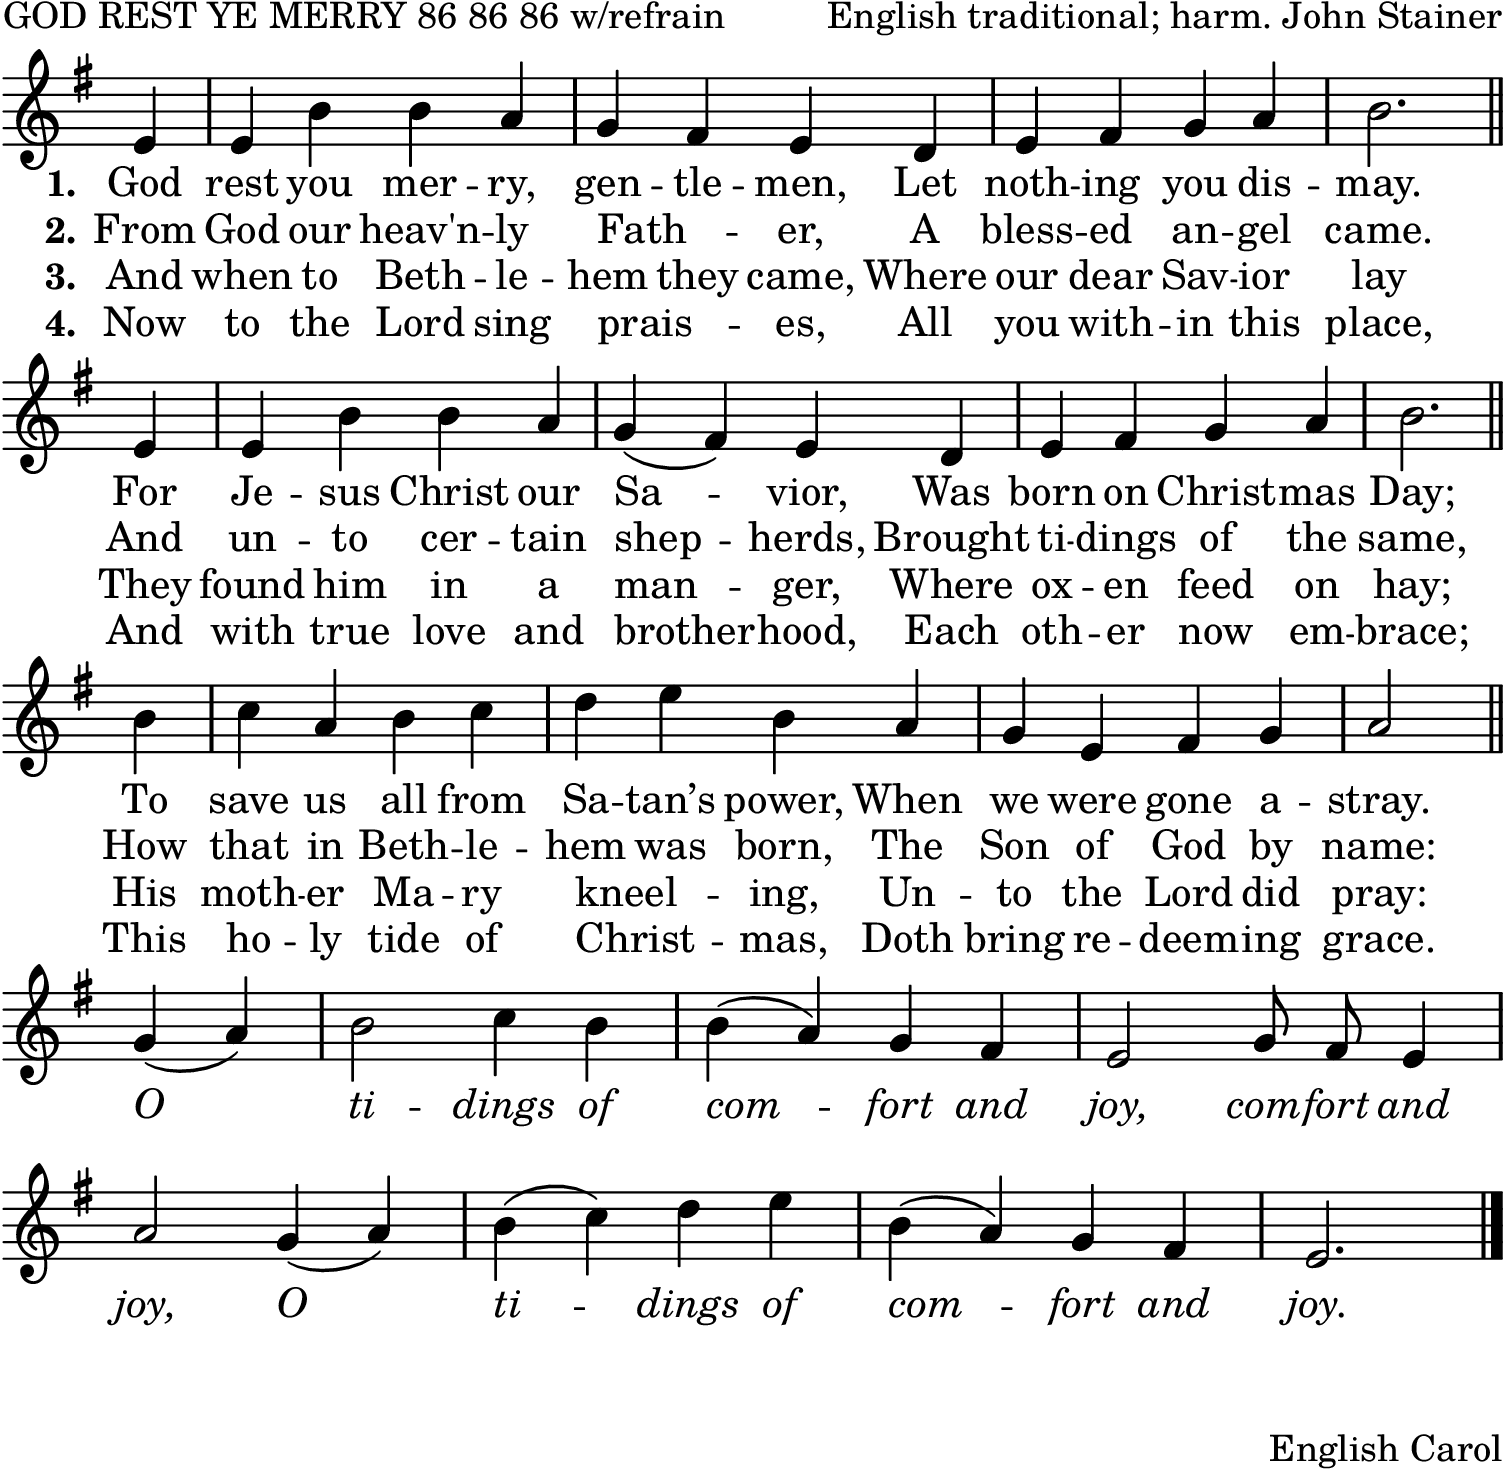 GOD REST YE MERRY 86 86 86 w/refrain English traditional; harm. John Stainer
1. God rest you mer -- ry, gen -- tle -- men, Let noth -- ing you dis -- may.
2. From God our heav'n -- ly Fath -- er, A bless -- ed an -- gel came.
3. And when to Beth -- le -- hem they came, Where our dear Sav -- ior lay
4. Now to the Lord sing prais -- es, All you with -- in this place,
For Je -- sus Christ our Sa -- vior, Was born on Christmas Day;
And un -- to cer -- tain shep -- herds, Brought ti -- dings of the same,
They found him in a man -- ger, Where ox -- en feed on hay;
And with true love and brotherhood, Each oth -- er now em -- brace;
To save us all from Sa -- tan’s power, When we were gone a -- stray.
How that in Beth -- le -- hem was born, The Son of God by name:
His moth -- er Ma -- ry kneel -- ing, Un -- to the Lord did pray:
This ho -- ly tide of Christ -- mas, Doth bring re -- deeming grace.
O ti -- dings of com -- fort and joy, comfort and
joy, O ti -- dings of com -- fort and joy.
English Carol